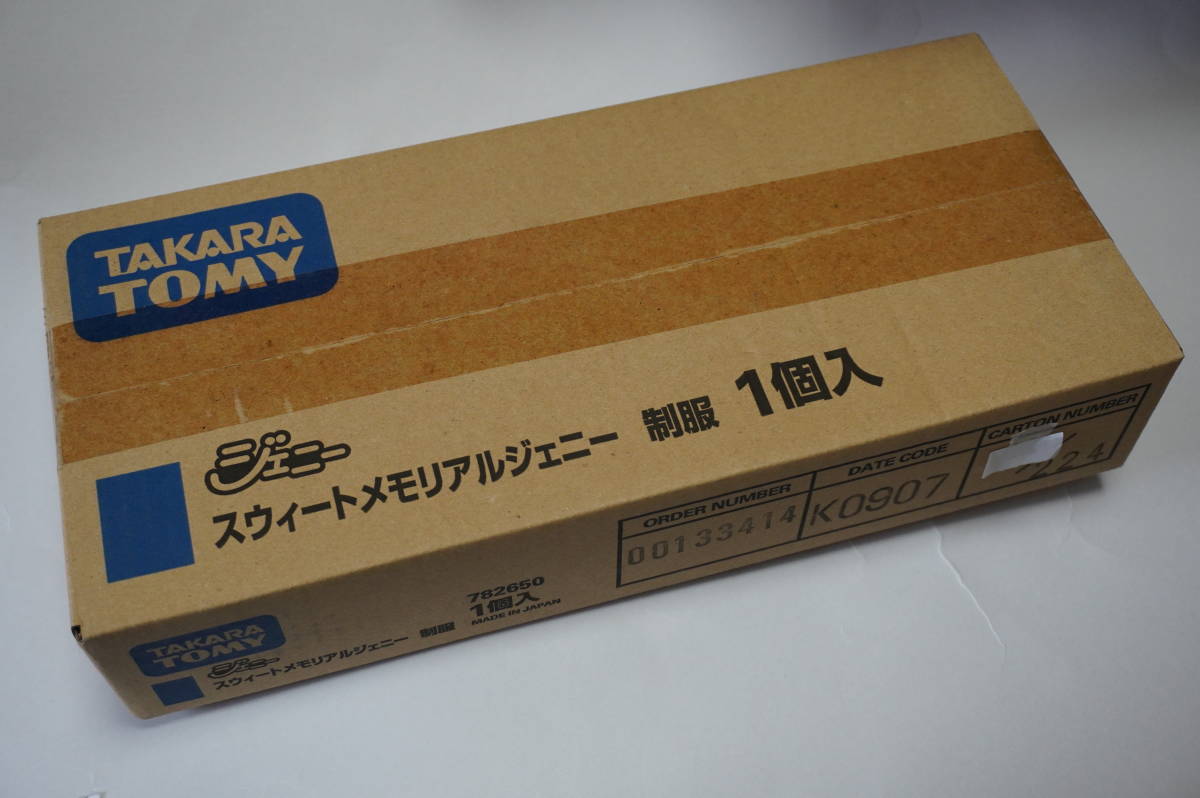 TAKARA
TOMY
ジェニー
スウィートメモリアルジェニー 制服 1個入
ORDER NUMBER DATE CODE CARTON NUMBER
00133414 K0907 224
TAKARA
TOMY
ジェニー
スウィートメモリアルジェニー 制服
782650
1個入
MADE IN JAPAN